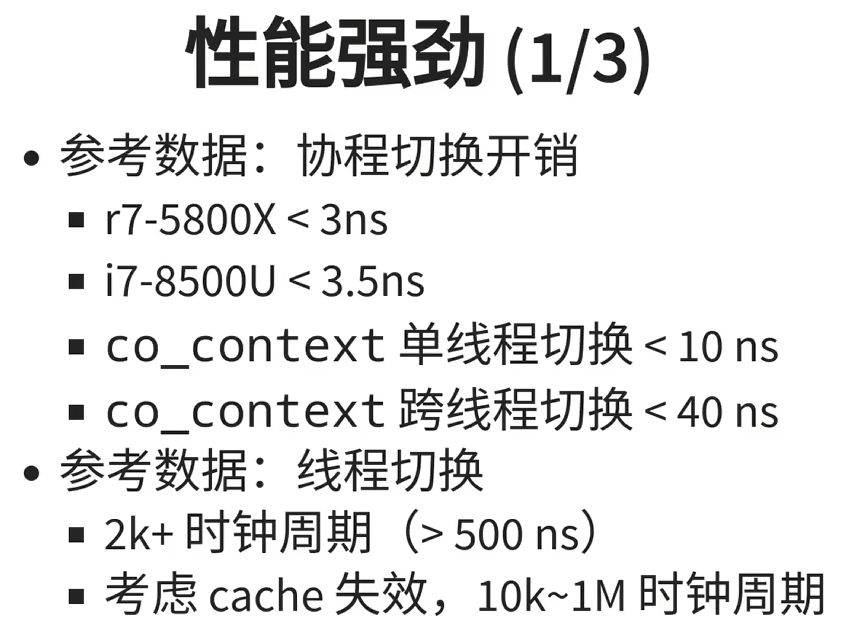 性能强劲 (1/3)
参考数据：协程切换开销
r7-5800X < 3ns
i7-8500U < 3.5ns
co_context 单线程切换 < 10 ns
co_context 跨线程切换 < 40 ns
参考数据：线程切换
2k+ 时钟周期（> 500 ns）
考虑 cache 失效，10k~1M 时钟周期